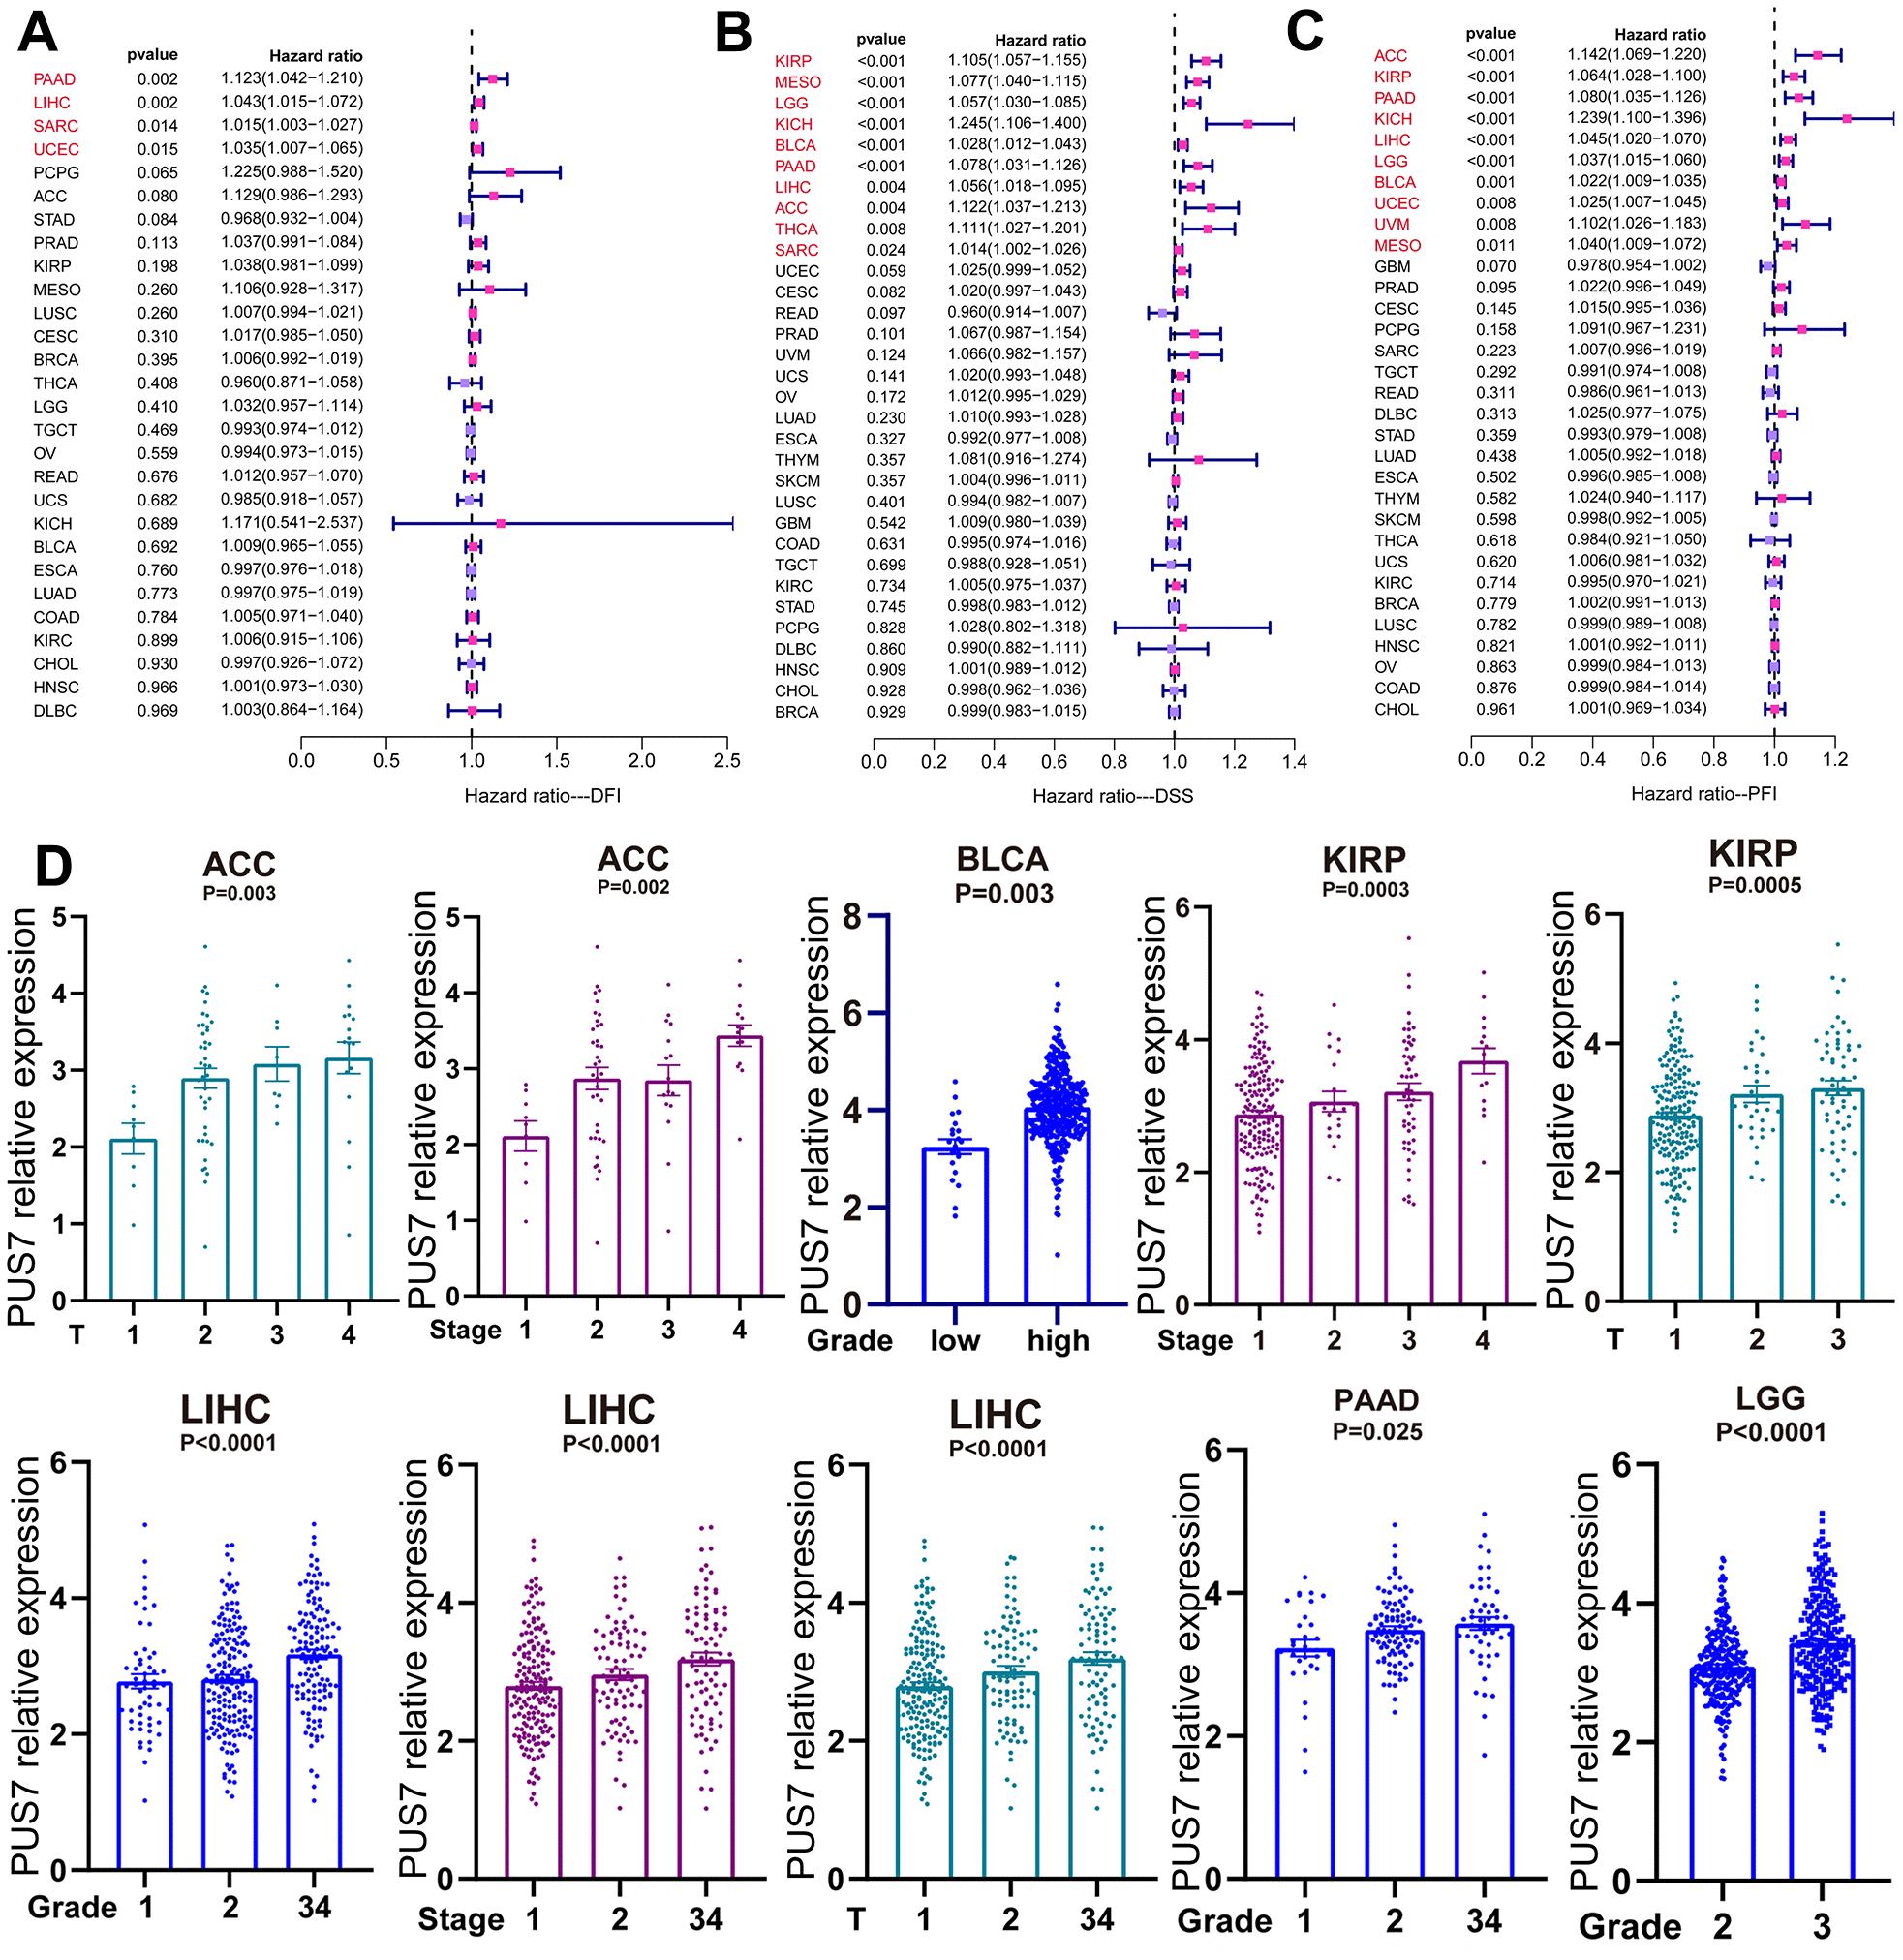 A
pvalue Hazard ratio
PAAD 0.002 1.123(1.042−1.210)
LIHC 0.002 1.043(1.015−1.072)
SARC 0.014 1.015(1.003−1.027)
UCEC 0.015 1.035(1.007−1.065)
PCPG 0.065 1.225(0.988−1.520)
ACC 0.080 1.129(0.986−1.293)
STAD 0.084 0.968(0.932−1.004)
PRAD 0.113 1.037(0.991−1.084)
KIRP 0.198 1.038(0.981−1.099)
MESO 0.260 1.106(0.928−1.317)
LUSC 0.260 1.007(0.994−1.021)
CESC 0.310 1.017(0.985−1.050)
BRCA 0.395 1.006(0.992−1.019)
THCA 0.408 0.960(0.871−1.058)
LGG 0.410 1.032(0.957−1.114)
TGCT 0.469 0.993(0.974−1.012)
OV 0.559 0.994(0.973−1.015)
READ 0.676 1.012(0.957−1.070)
UCS 0.682 0.985(0.918−1.057)
KICH 0.689 1.171(0.541−2.537)
BLCA 0.692 1.009(0.965−1.055)
ESCA 0.760 0.997(0.976−1.018)
LUAD 0.773 0.997(0.975−1.019)
COAD 0.784 1.005(0.971−1.040)
KIRC 0.899 1.006(0.915−1.106)
CHOL 0.930 0.997(0.926−1.072)
HNSC 0.966 1.001(0.973−1.030)
DLBC 0.969 1.003(0.864−1.164)
0.0 0.5 1.0 1.5 2.0 2.5
Hazard ratio---DFI
B
pvalue Hazard ratio
KIRP <0.001 1.105(1.057−1.155)
MESO <0.001 1.077(1.040−1.115)
LGG <0.001 1.057(1.030−1.085)
KICH <0.001 1.245(1.106−1.400)
BLCA <0.001 1.028(1.012−1.043)
PAAD <0.001 1.078(1.031−1.126)
LIHC 0.004 1.056(1.018−1.095)
ACC 0.004 1.122(1.037−1.213)
THCA 0.008 1.111(1.027−1.201)
SARC 0.024 1.014(1.002−1.026)
UCEC 0.059 1.025(0.999−1.052)
CESC 0.082 1.020(0.997−1.043)
READ 0.097 0.960(0.914−1.007)
PRAD 0.101 1.067(0.987−1.154)
UVM 0.124 1.066(0.982−1.157)
UCS 0.141 1.020(0.993−1.048)
OV 0.172 1.012(0.995−1.029)
LUAD 0.230 1.010(0.993−1.028)
ESCA 0.327 0.992(0.977−1.008)
THYM 0.357 1.081(0.916−1.274)
SKCM 0.357 1.004(0.996−1.011)
LUSC 0.401 0.994(0.982−1.007)
GBM 0.542 1.009(0.980−1.039)
COAD 0.631 0.995(0.974−1.016)
TGCT 0.699 0.988(0.928−1.051)
KIRC 0.734 1.005(0.975−1.037)
STAD 0.745 0.998(0.983−1.012)
PCPG 0.828 1.028(0.802−1.318)
DLBC 0.860 0.990(0.882−1.111)
HNSC 0.909 1.001(0.989−1.012)
CHOL 0.928 0.998(0.962−1.036)
BRCA 0.929 0.999(0.983−1.015)
0.0 0.2 0.4 0.6 0.8 1.0 1.2 1.4
Hazard ratio---DSS
C
pvalue Hazard ratio
ACC <0.001 1.142(1.069−1.220)
KIRP <0.001 1.064(1.028−1.100)
PAAD <0.001 1.080(1.035−1.126)
KICH <0.001 1.239(1.100−1.396)
LIHC <0.001 1.045(1.020−1.070)
LGG <0.001 1.037(1.015−1.060)
BLCA 0.001 1.022(1.009−1.035)
UCEC 0.008 1.025(1.007−1.045)
UVM 0.008 1.102(1.026−1.183)
MESO 0.011 1.040(1.009−1.072)
GBM 0.070 0.978(0.954−1.002)
PRAD 0.095 1.022(0.996−1.049)
CESC 0.145 1.015(0.995−1.036)
PCPG 0.158 1.091(0.967−1.231)
SARC 0.223 1.007(0.996−1.019)
TGCT 0.292 0.991(0.974−1.008)
READ 0.311 0.986(0.961−1.013)
DLBC 0.313 1.025(0.977−1.075)
STAD 0.359 0.993(0.979−1.008)
LUAD 0.438 1.005(0.992−1.018)
ESCA 0.502 0.996(0.985−1.008)
THYM 0.582 1.024(0.940−1.117)
SKCM 0.598 0.998(0.992−1.005)
THCA 0.618 0.984(0.921−1.050)
UCS 0.620 1.006(0.981−1.032)
KIRC 0.714 0.995(0.970−1.021)
BRCA 0.779 1.002(0.991−1.013)
LUSC 0.782 0.999(0.989−1.008)
HNSC 0.821 1.001(0.992−1.011)
OV 0.863 0.999(0.984−1.013)
COAD 0.876 0.999(0.984−1.014)
CHOL 0.961 1.001(0.969−1.034)
0.0 0.2 0.4 0.6 0.8 1.0 1.2
Hazard ratio--PFI
D
ACC
P=0.003
PUS7 relative expression
5
4
3
2
1
0
T 1 2 3 4
ACC
P=0.002
PUS7 relative expression
5
4
3
2
1
0
Stage 1 2 3 4
BLCA
P=0.003
PUS7 relative expression
8
6
4
2
0
Grade low high
KIRP
P=0.0003
PUS7 relative expression
6
4
2
0
Stage 1 2 3 4
KIRP
P=0.0005
PUS7 relative expression
6
4
2
0
T 1 2 3
LIHC
P<0.0001
PUS7 relative expression
6
4
2
0
Grade 1 2 34
LIHC
P<0.0001
PUS7 relative expression
6
4
2
0
Stage 1 2 34
LIHC
P<0.0001
PUS7 relative expression
6
4
2
0
T 1 2 34
PAAD
P=0.025
PUS7 relative expression
6
4
2
0
Grade 1 2 34
LGG
P<0.0001
PUS7 relative expression
6
4
2
0
Grade 2 3